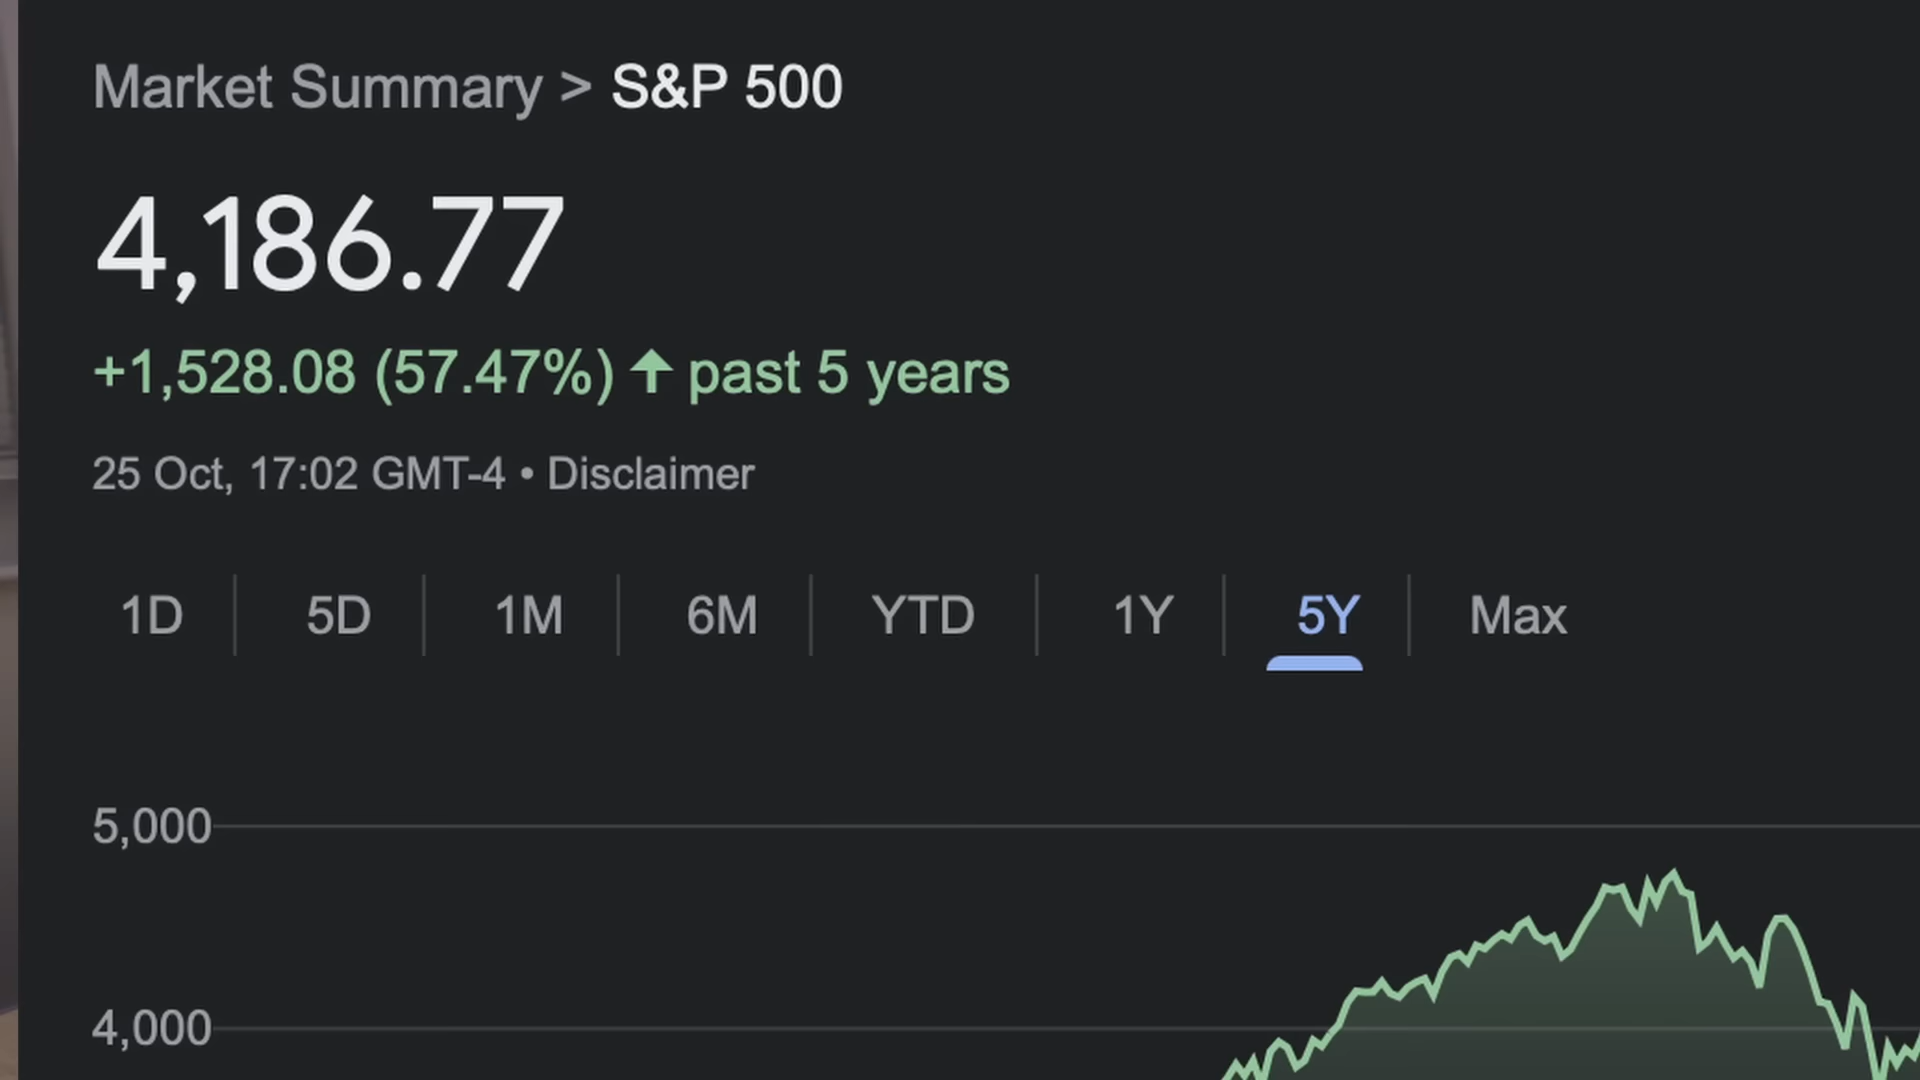 Market Summary > S&P 500
4,186.77
+1,528.08 (57.47%) ↑ past 5 years
25 Oct, 17:02 GMT-4 • Disclaimer
1D 5D 1M 6M YTD 1Y 5Y Max
5,000
4,000